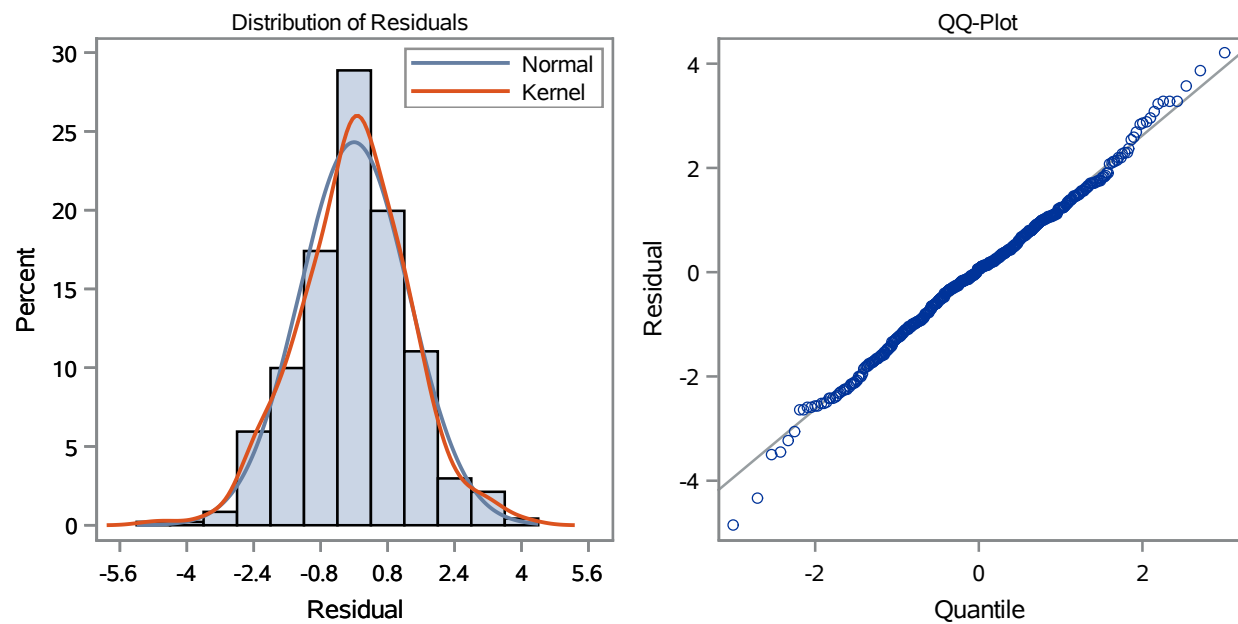 Distribution of Residuals
30
25
20
15
10
5
0
Percent
Normal
Kernel
-5.6 -4 -2.4 -0.8 0.8 2.4 4 5.6
Residual
QQ-Plot
4
2
0
-2
-4
Residual
-2 0 2
Quantile